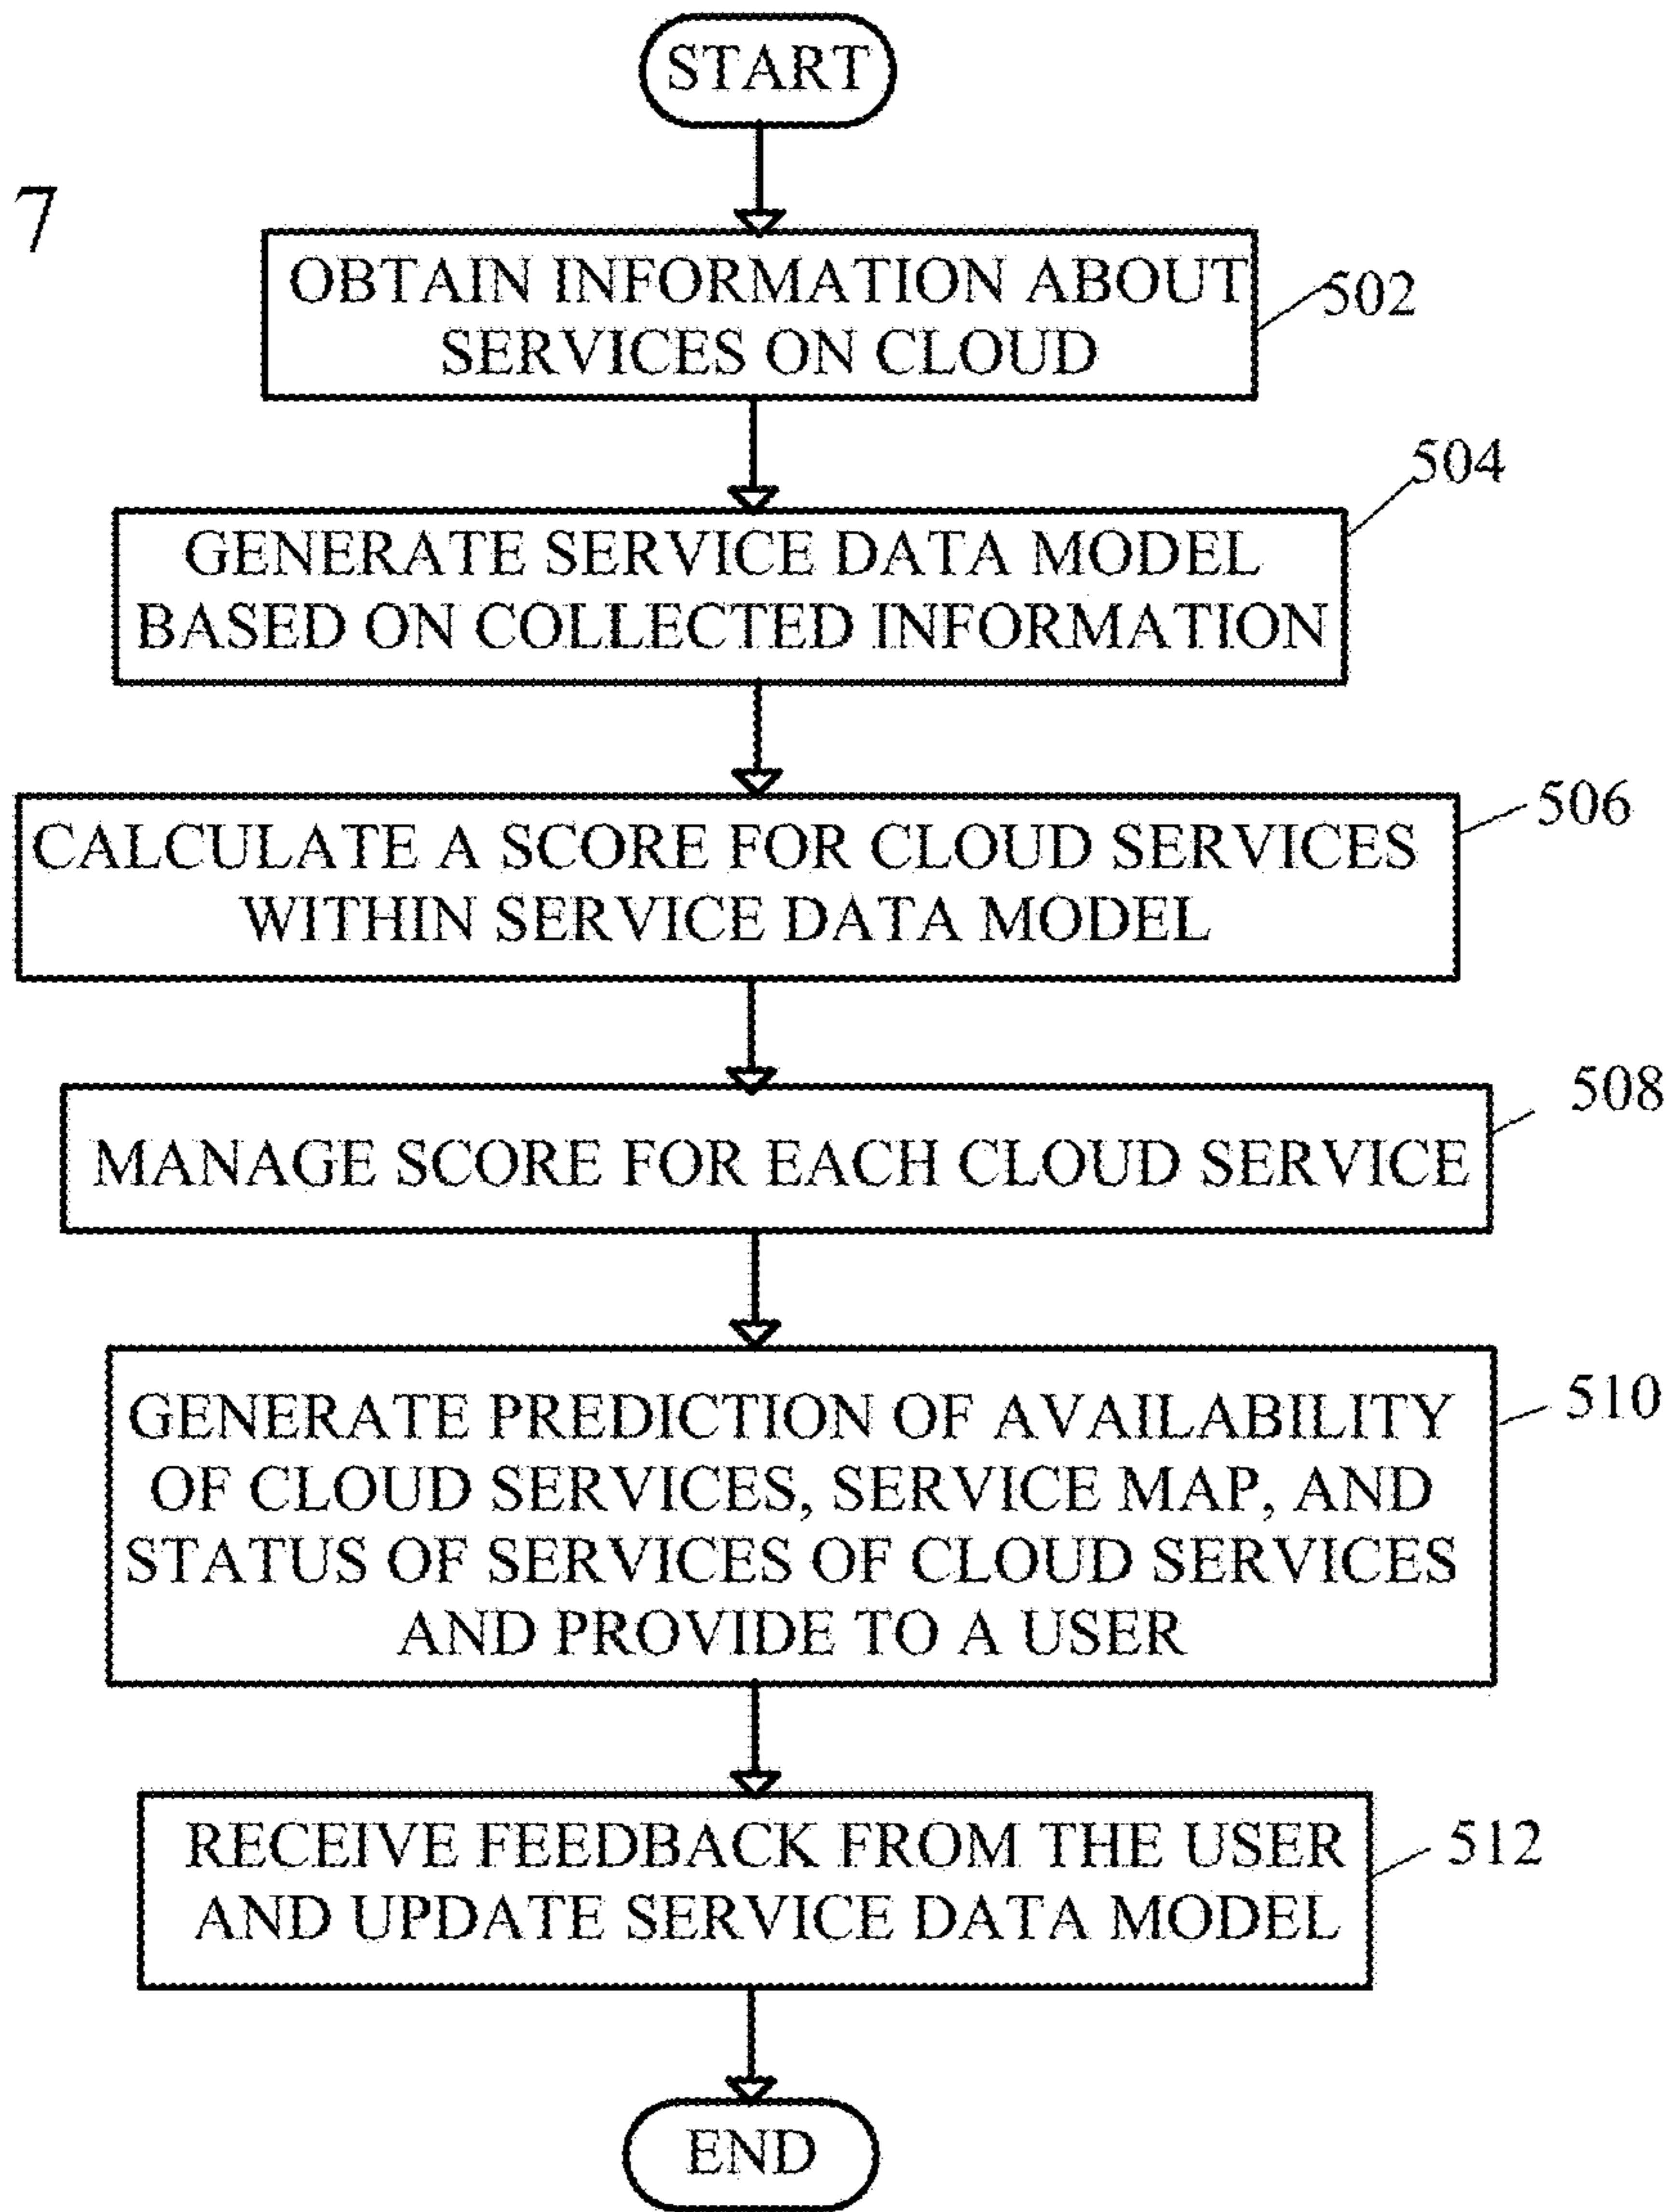 START
7
OBTAIN INFORMATION ABOUT
SERVICES ON CLOUD
502
504
GENERATE SERVICE DATA MODEL
BASED ON COLLECTED INFORMATION
506
CALCULATE A SCORE FOR CLOUD SERVICES
WITHIN SERVICE DATA MODEL
508
MANAGE SCORE FOR EACH CLOUD SERVICE
510
GENERATE PREDICTION OF AVAILABILITY
OF CLOUD SERVICES, SERVICE MAP, AND
STATUS OF SERVICES OF CLOUD SERVICES
AND PROVIDE TO A USER
512
RECEIVE FEEDBACK FROM THE USER
AND UPDATE SERVICE DATA MODEL
END